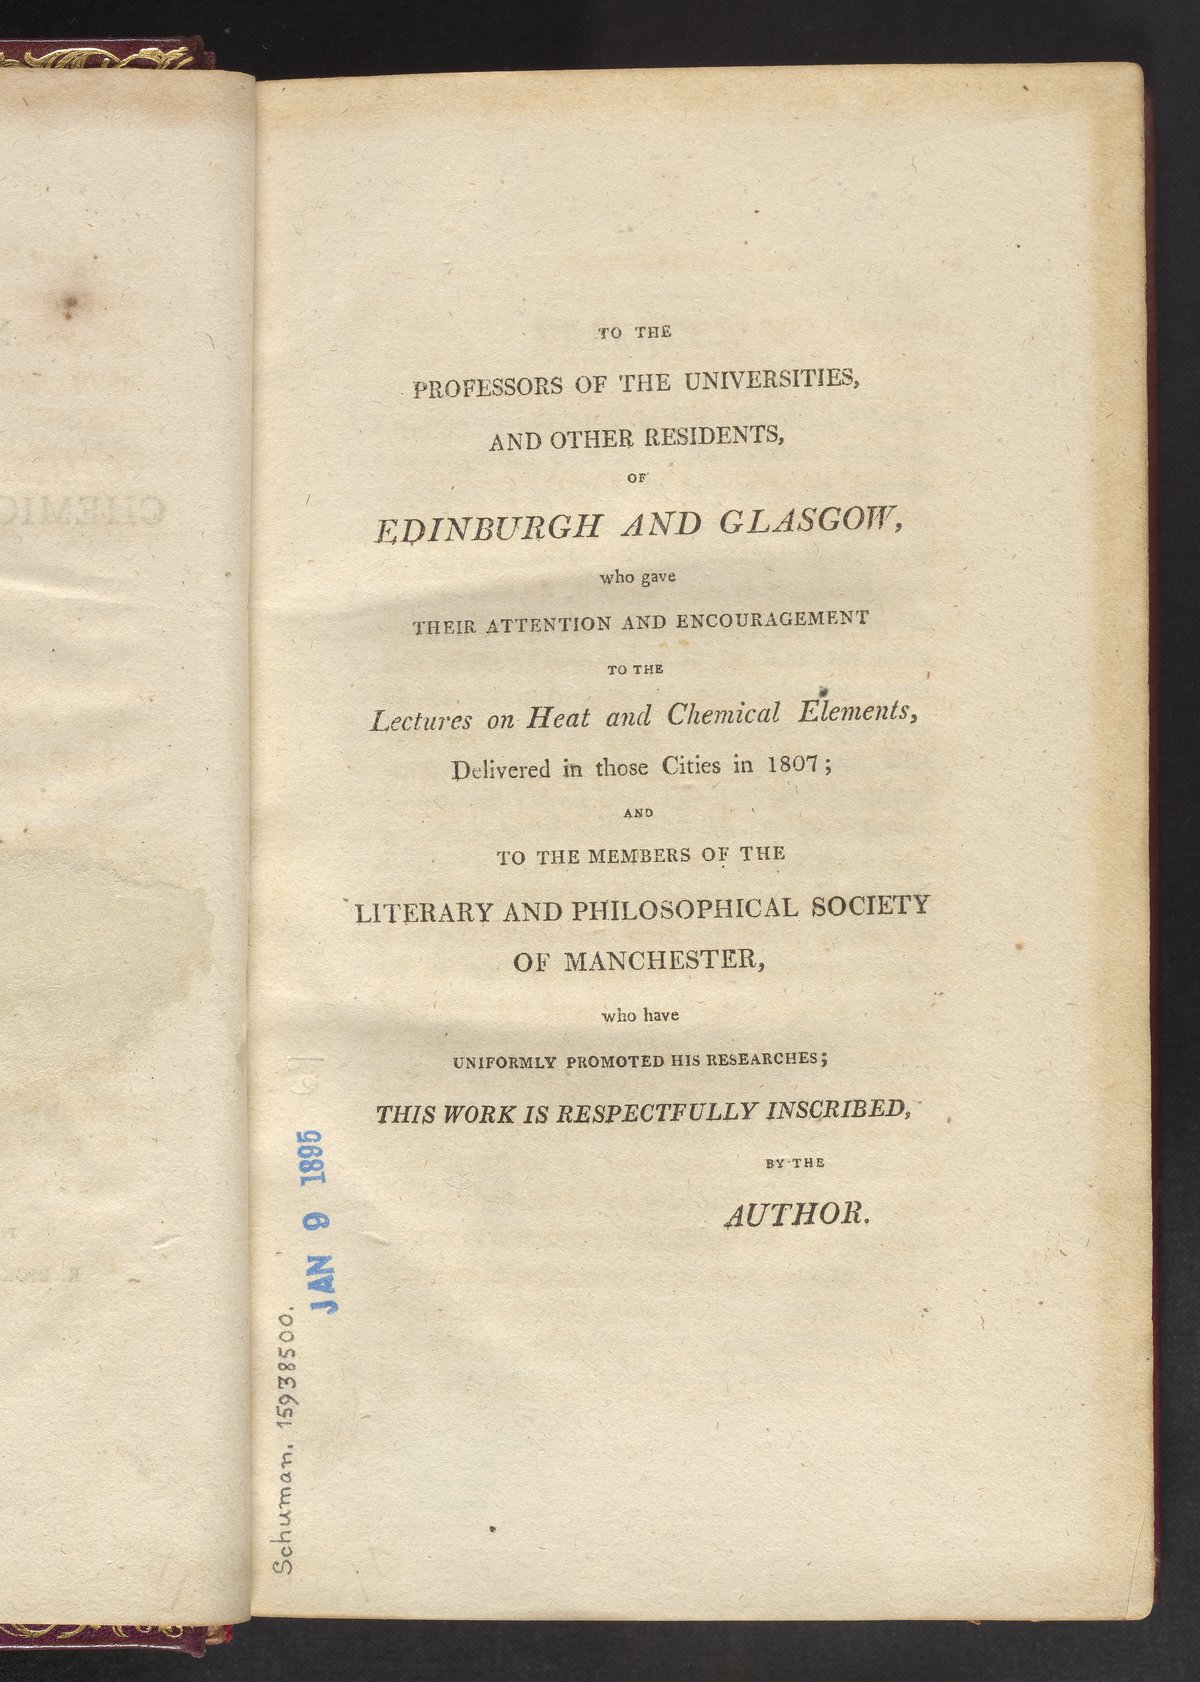 TO THE
PROFESSORS OF THE UNIVERSITIES,
AND OTHER RESIDENTS,
OF
EDINBURGH AND GLASGOW,
who gave
THEIR ATTENTION AND ENCOURAGEMENT
TO THE
Lectures on Heat and Chemical Elements,
Delivered in those Cities in 1807;
AND
TO THE MEMBERS OF THE
LITERARY AND PHILOSOPHICAL SOCIETY
OF MANCHESTER,
who have
UNIFORMLY PROMOTED HIS RESEARCHES;
THIS WORK IS RESPECTFULLY INSCRIBED,
BY THE
AUTHOR.
JAN 9 1895
Schuman. 15938500.
CHEMIC